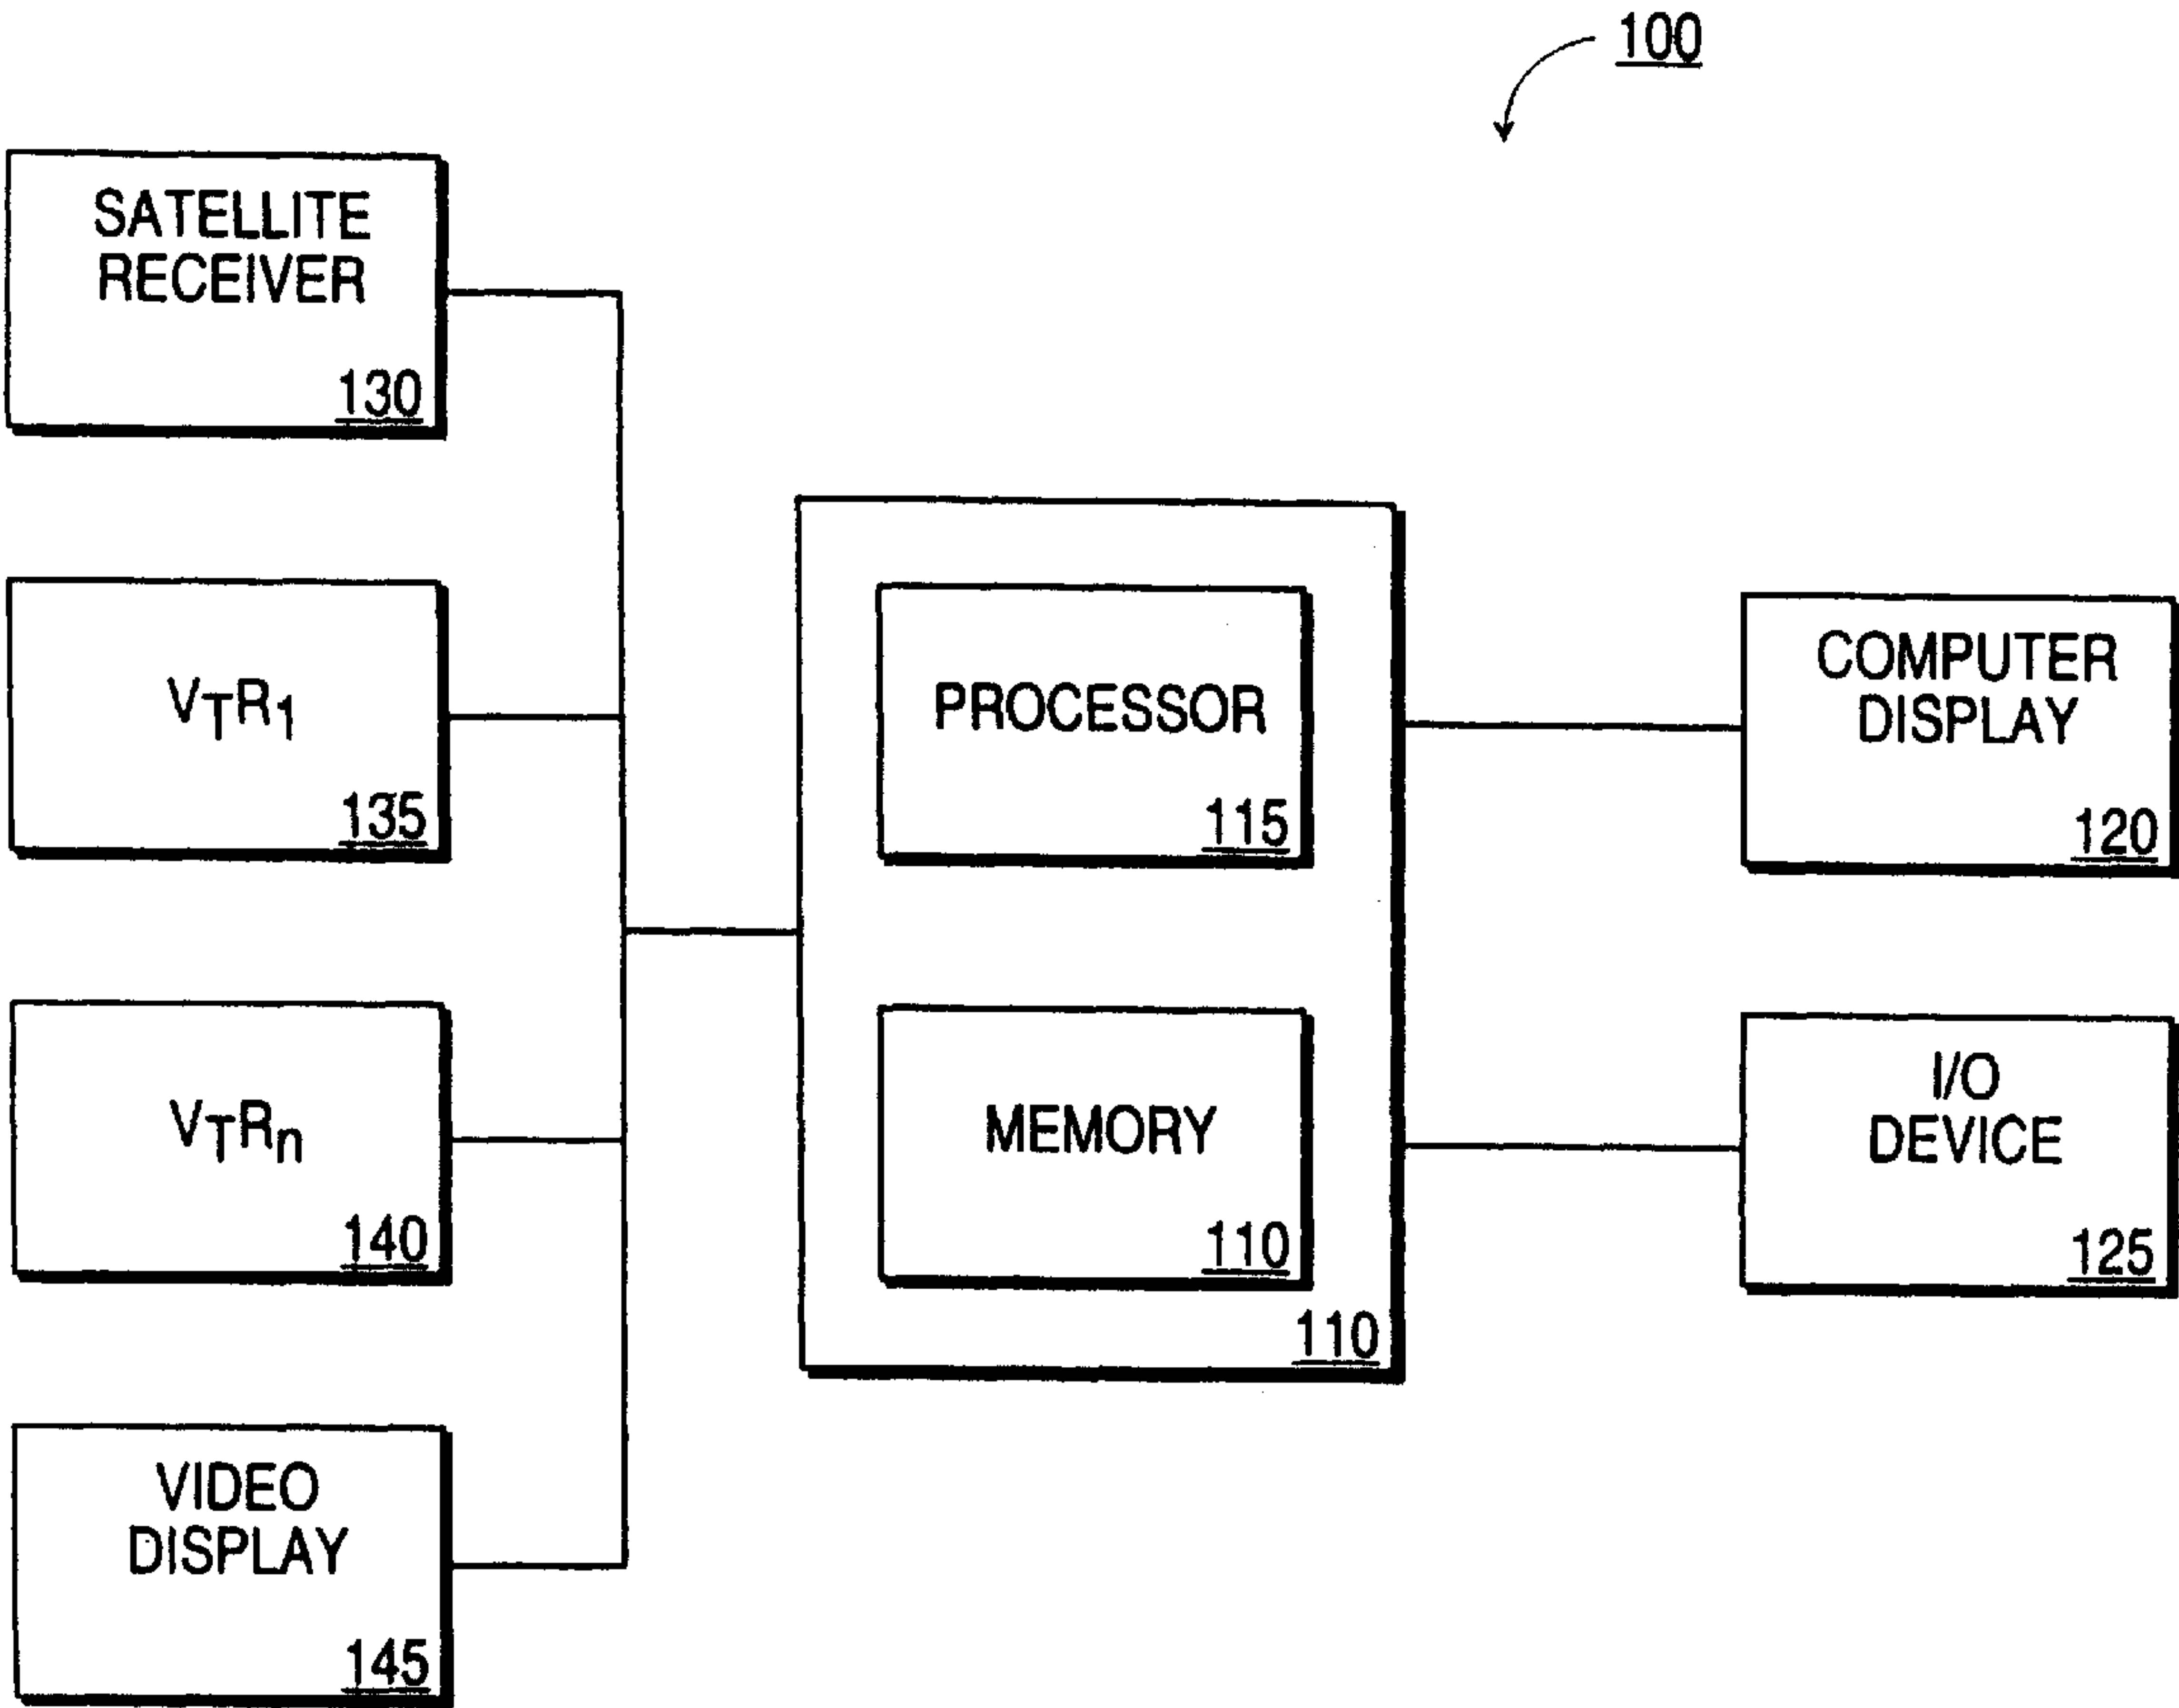 100
SATELLITE
RECEIVER
130
VTR1
135
VTRn
140
VIDEO
DISPLAY
145
PROCESSOR
115
MEMORY
110
110
COMPUTER
DISPLAY
120
I/O
DEVICE
125